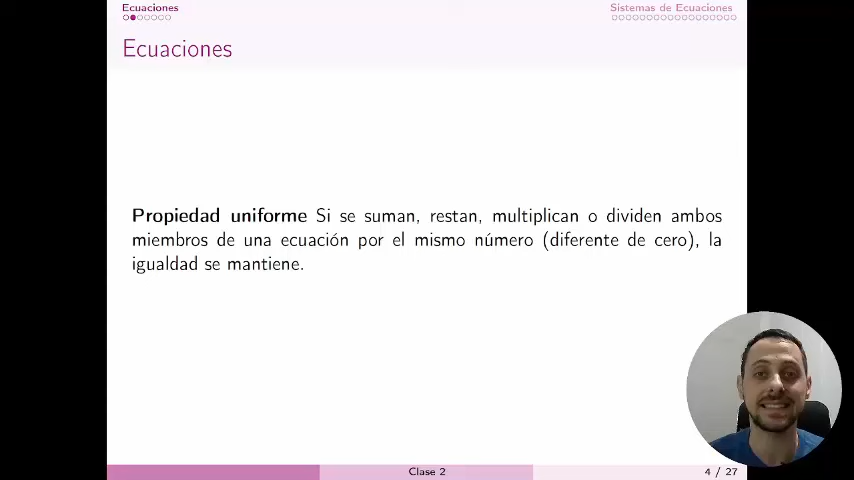 Ecuaciones
Sistemas de Ecuaciones
Ecuaciones
Propiedad uniforme Si se suman, restan, multiplican o dividen ambos
miembros de una ecuación por el mismo número (diferente de cero), la
igualdad se mantiene.
Clase 2
4 / 27